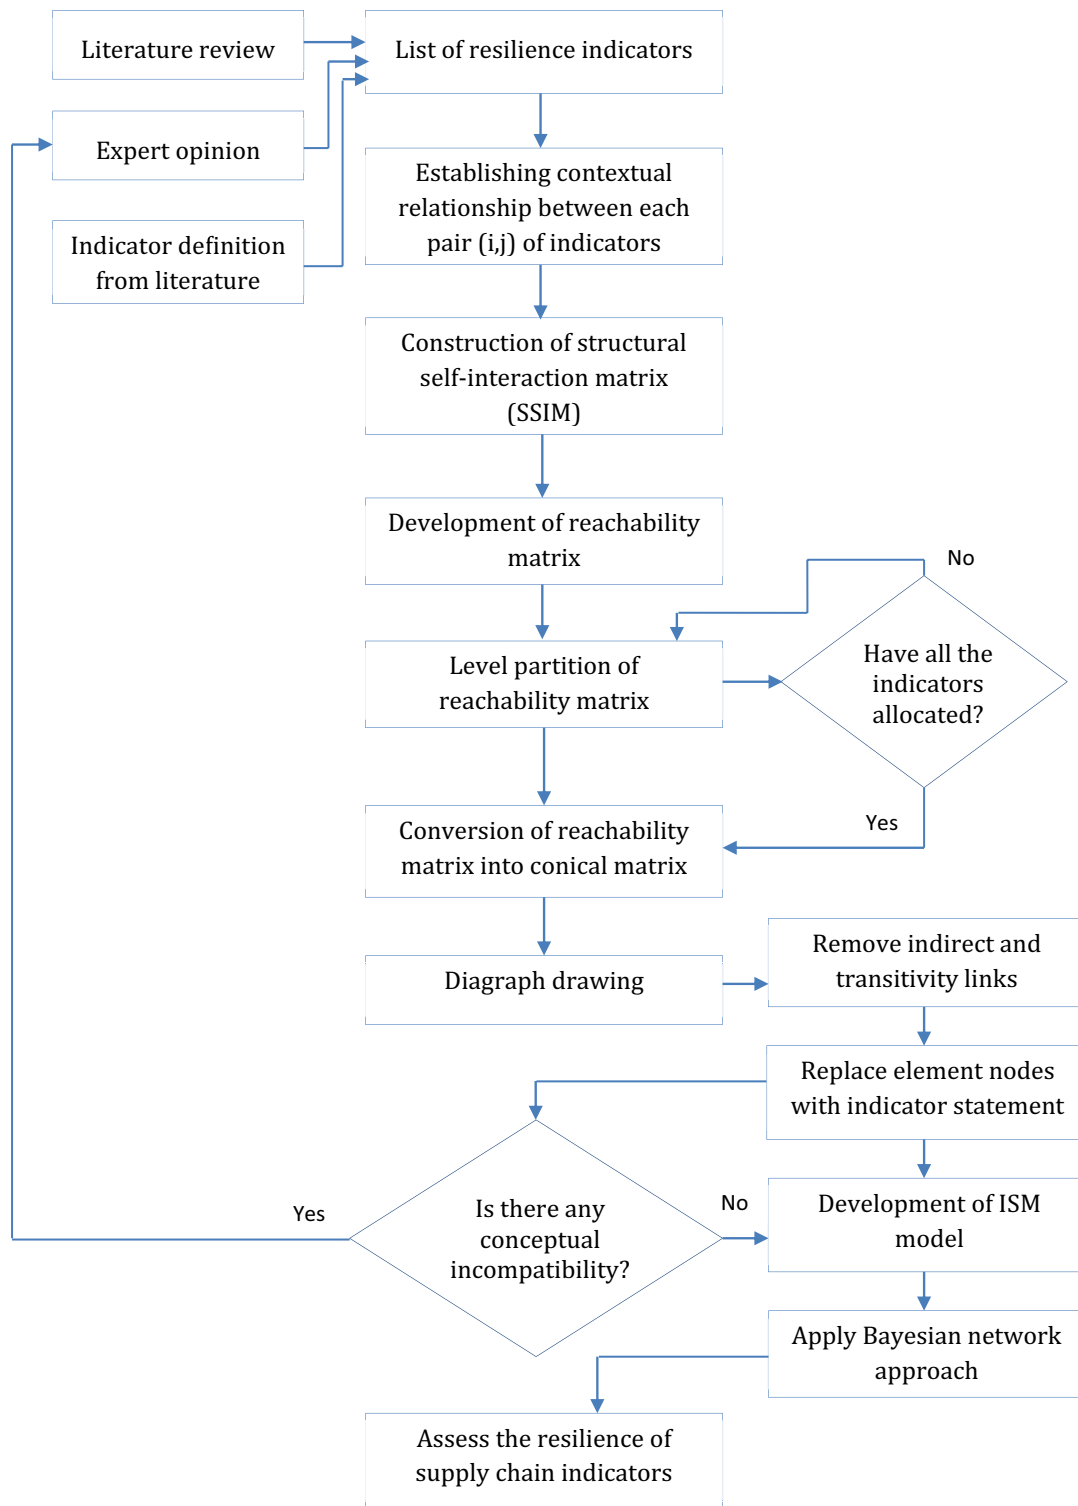 Literature review
List of resilience indicators
Expert opinion
Establishing contextual
relationship between each
pair (i,j) of indicators
Indicator definition
from literature
Construction of structural
self-interaction matrix
(SSIM)
Development of reachability
matrix
No
Have all the
indicators
allocated?
Level partition of
reachability matrix
Yes
Conversion of reachability
matrix into conical matrix
Diagraph drawing
Remove indirect and
transitivity links
Replace element nodes
with indicator statement
Yes
Is there any
conceptual
incompatibility?
No
Development of ISM
model
Apply Bayesian network
approach
Assess the resilience of
supply chain indicators